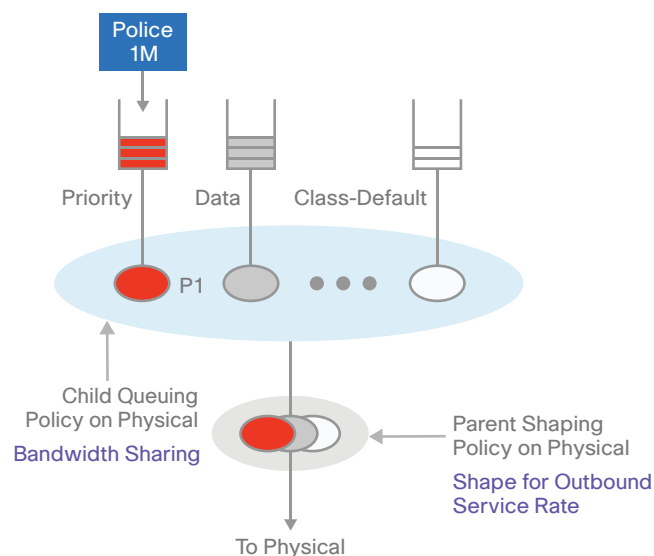 Police
1M
Priority
Data
Class-Default
P1
Child Queuing
Policy on Physical
Bandwidth Sharing
Parent Shaping
Policy on Physical
Shape for Outbound
Service Rate
To Physical